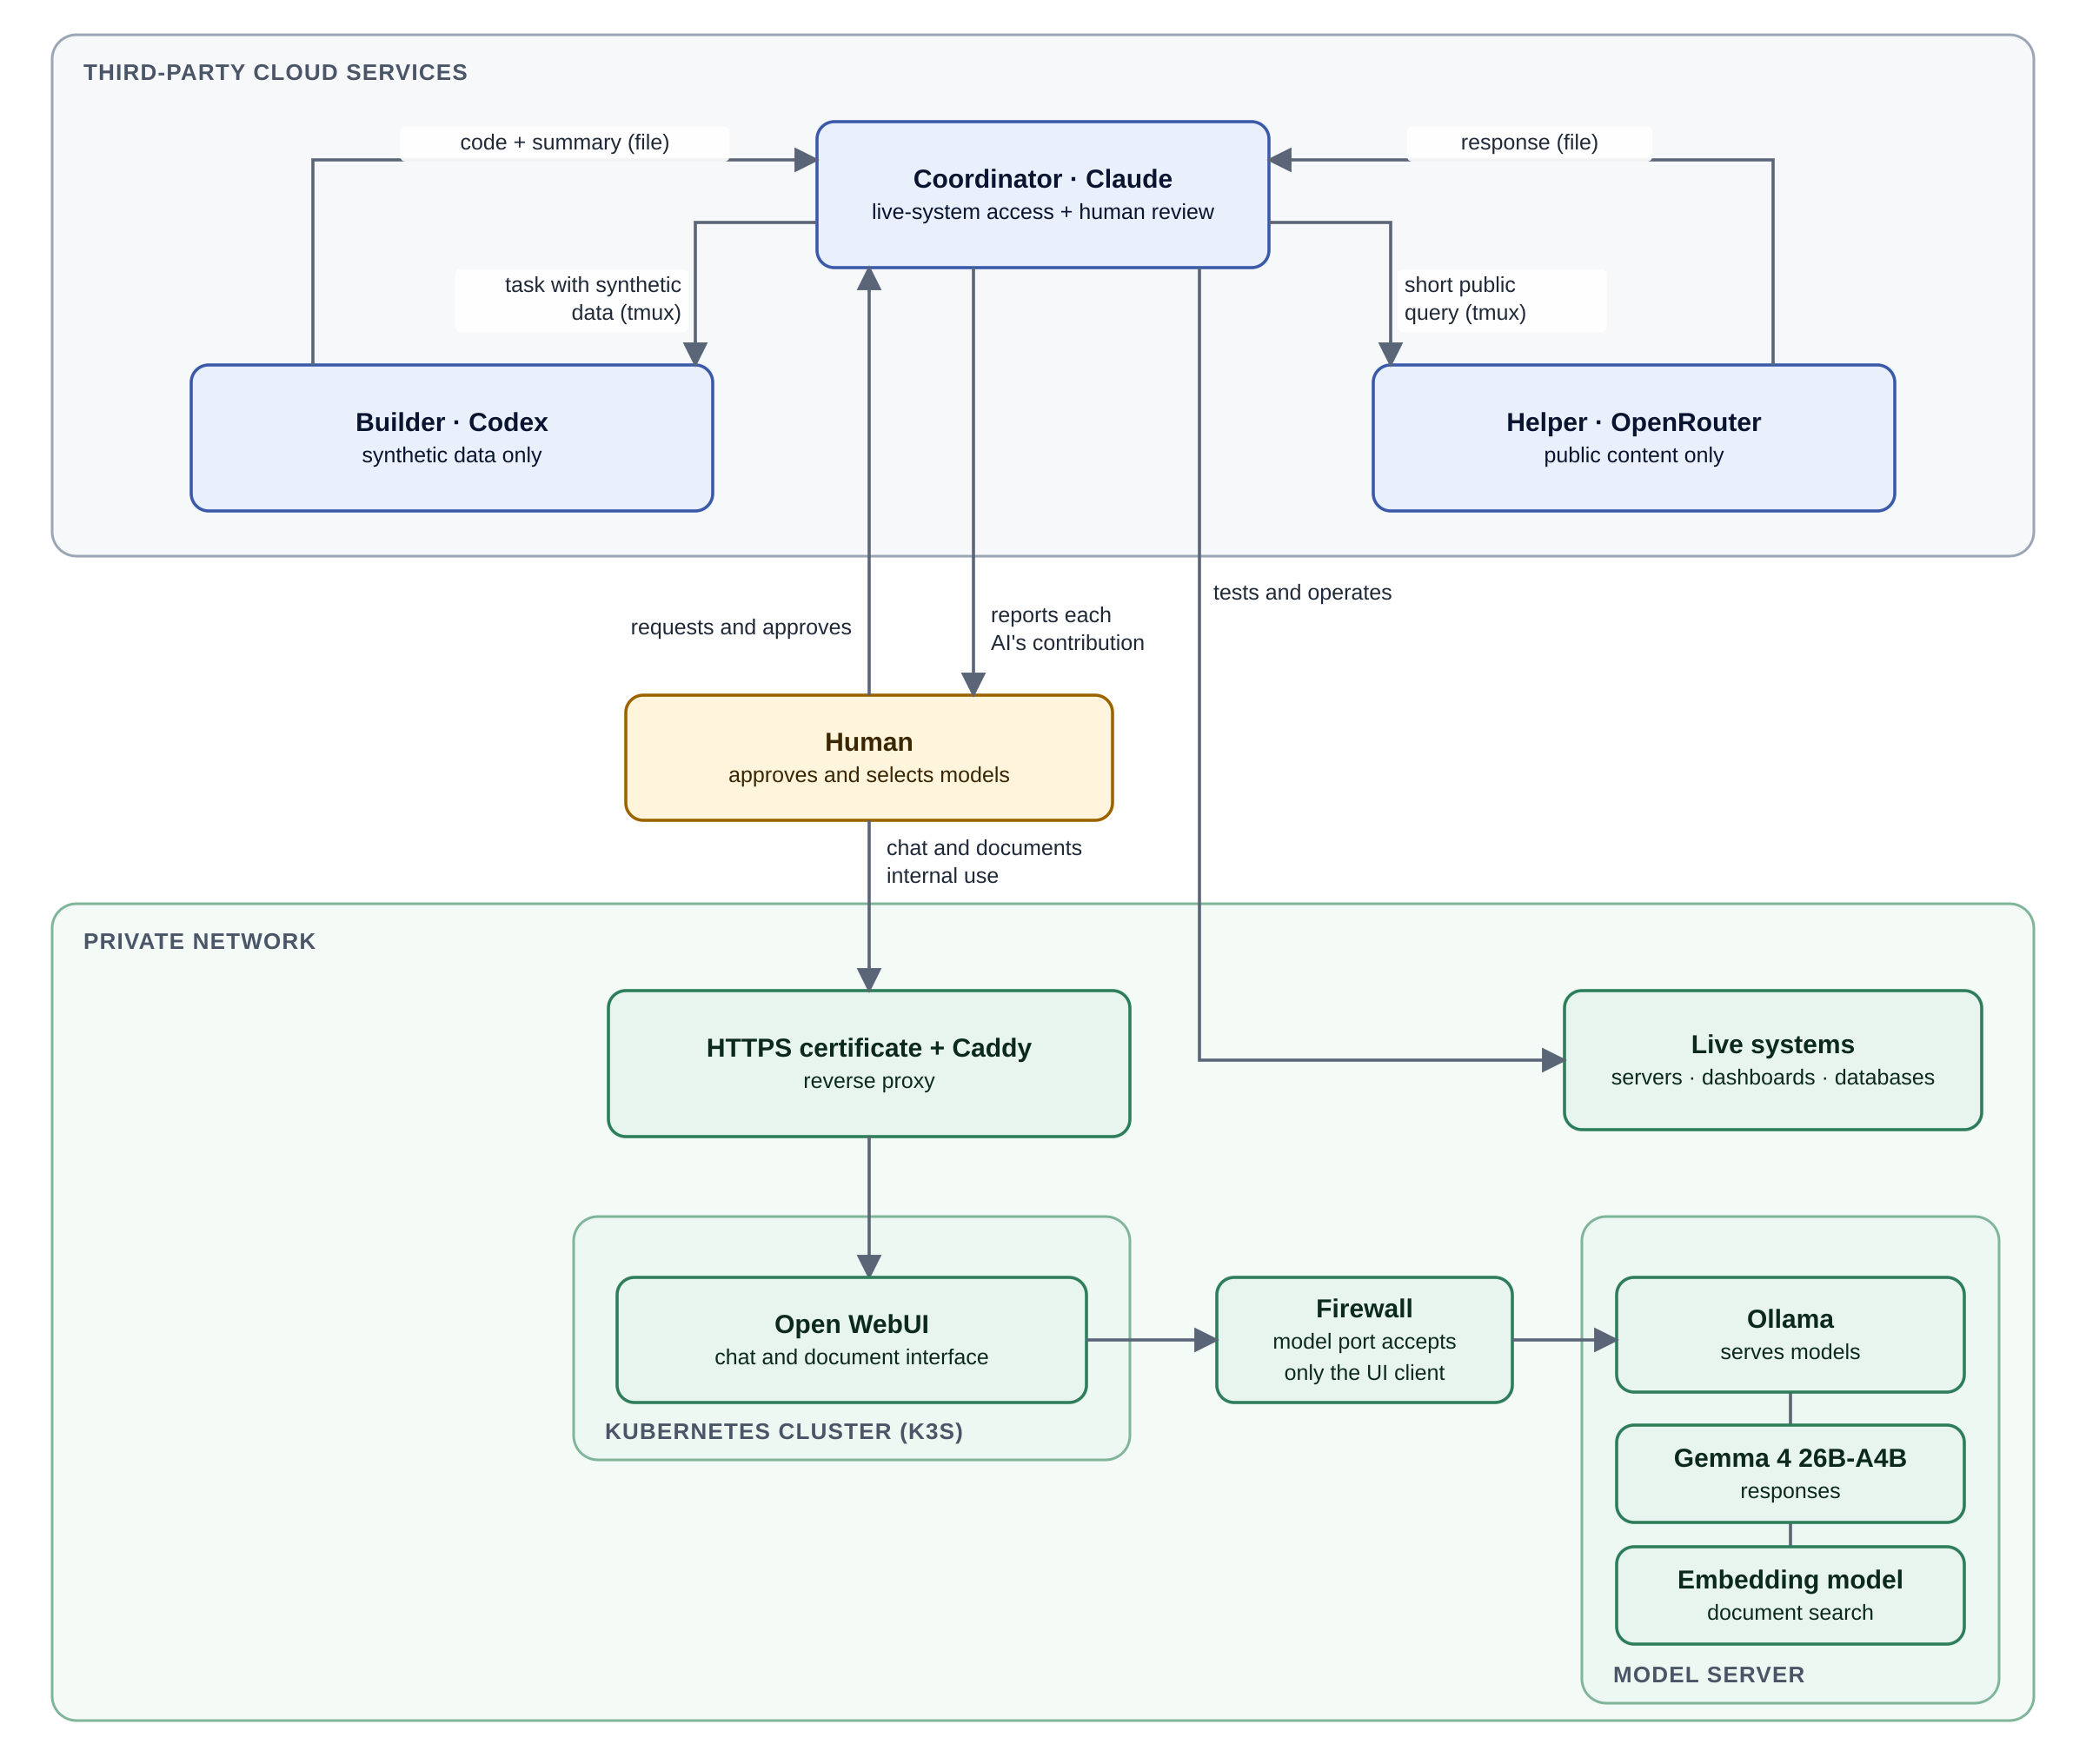 THIRD-PARTY CLOUD SERVICES
code + summary (file)
response (file)
Coordinator · Claude
live-system access + human review
task with synthetic
data (tmux)
short public
query (tmux)
Builder · Codex
synthetic data only
Helper · OpenRouter
public content only
tests and operates
requests and approves
reports each
AI's contribution
Human
approves and selects models
chat and documents
internal use
PRIVATE NETWORK
HTTPS certificate + Caddy
reverse proxy
Live systems
servers · dashboards · databases
Open WebUI
chat and document interface
KUBERNETES CLUSTER (K3S)
Firewall
model port accepts
only the UI client
Ollama
serves models
Gemma 4 26B-A4B
responses
Embedding model
document search
MODEL SERVER